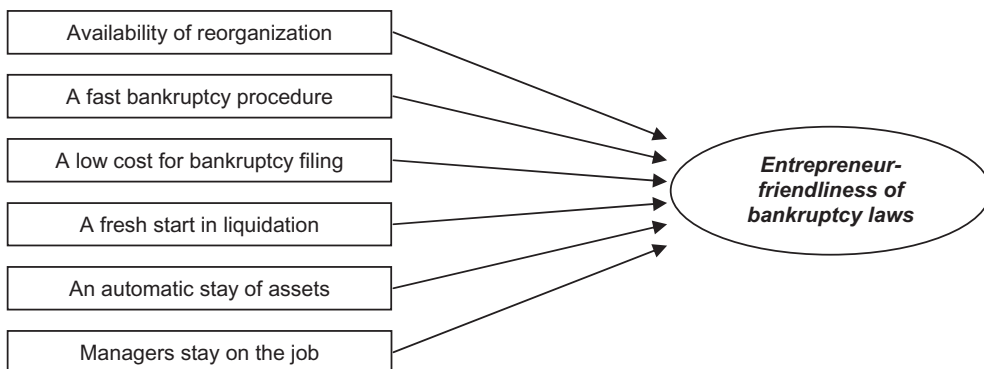 Availability of reorganization
A fast bankruptcy procedure
A low cost for bankruptcy filing
A fresh start in liquidation
An automatic stay of assets
Managers stay on the job
Entrepreneur-
friendliness of
bankruptcy laws